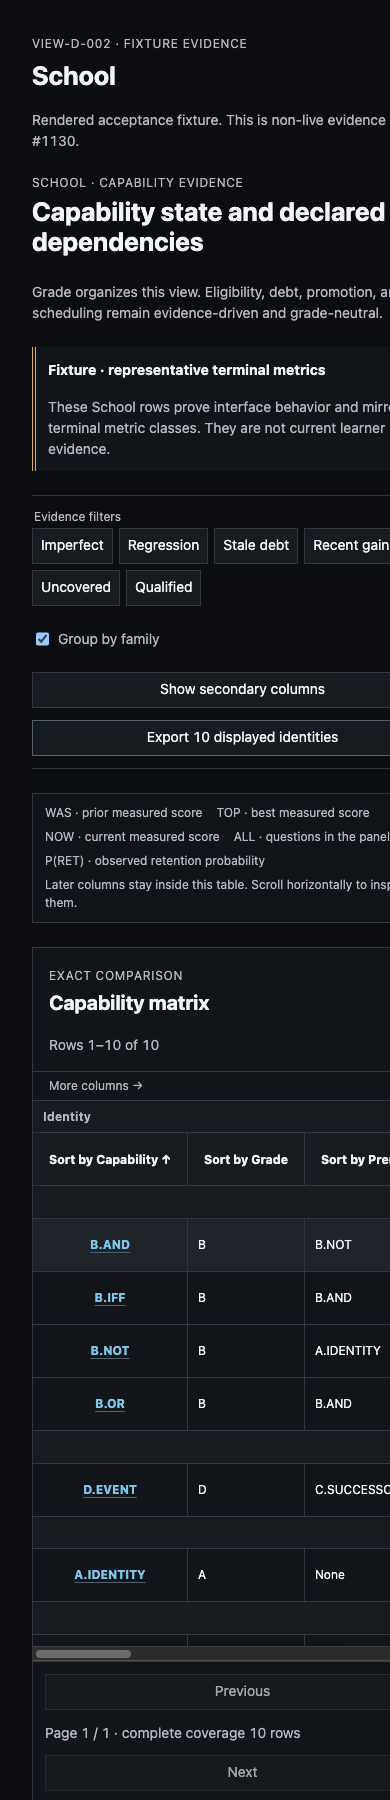 VIEW-D-002 · FIXTURE EVIDENCE
School
Rendered acceptance fixture. This is non-live evidence
#1130.
SCHOOL · CAPABILITY EVIDENCE
Capability state and declared
dependencies
Grade organizes this view. Eligibility, debt, promotion,
scheduling remain evidence-driven and grade-neutral.
Fixture · representative terminal metrics
These School rows prove interface behavior and
terminal metric classes. They are not current learner
evidence.
Evidence filters
Imperfect Regression Stale debt Recent gain
Uncovered Qualified
Group by family
Show secondary columns
Export 10 displayed identities
WAS · prior measured score TOP · best measured score
NOW · current measured score ALL · questions in the panel
P(RET) · observed retention probability
Later columns stay inside this table. Scroll horizontally to
them.
EXACT COMPARISON
Capability matrix
Rows 1–10 of 10
More columns →
Identity
Sort by Capability ↑ Sort by Grade Sort by
B.AND B B.NOT
B.IFF B B.AND
B.NOT B A.IDENTITY
B.OR B B.AND
D.EVENT D
A.IDENTITY A None
Previous
Page 1 / 1 · complete coverage 10 rows
Next